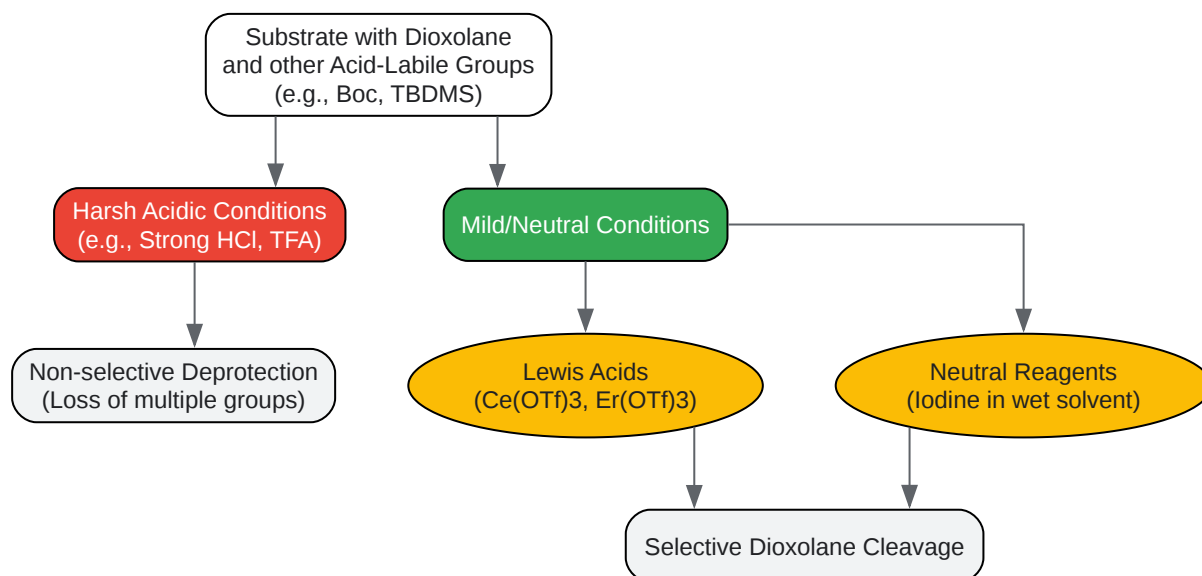 Substrate with Dioxolane
and other Acid-Labile Groups
(e.g., Boc, TBDMS)
Harsh Acidic Conditions
(e.g., Strong HCl, TFA)
Mild/Neutral Conditions
Non-selective Deprotection
(Loss of multiple groups)
Lewis Acids
(Ce(OTf)3, Er(OTf)3)
Neutral Reagents
(Iodine in wet solvent)
Selective Dioxolane Cleavage